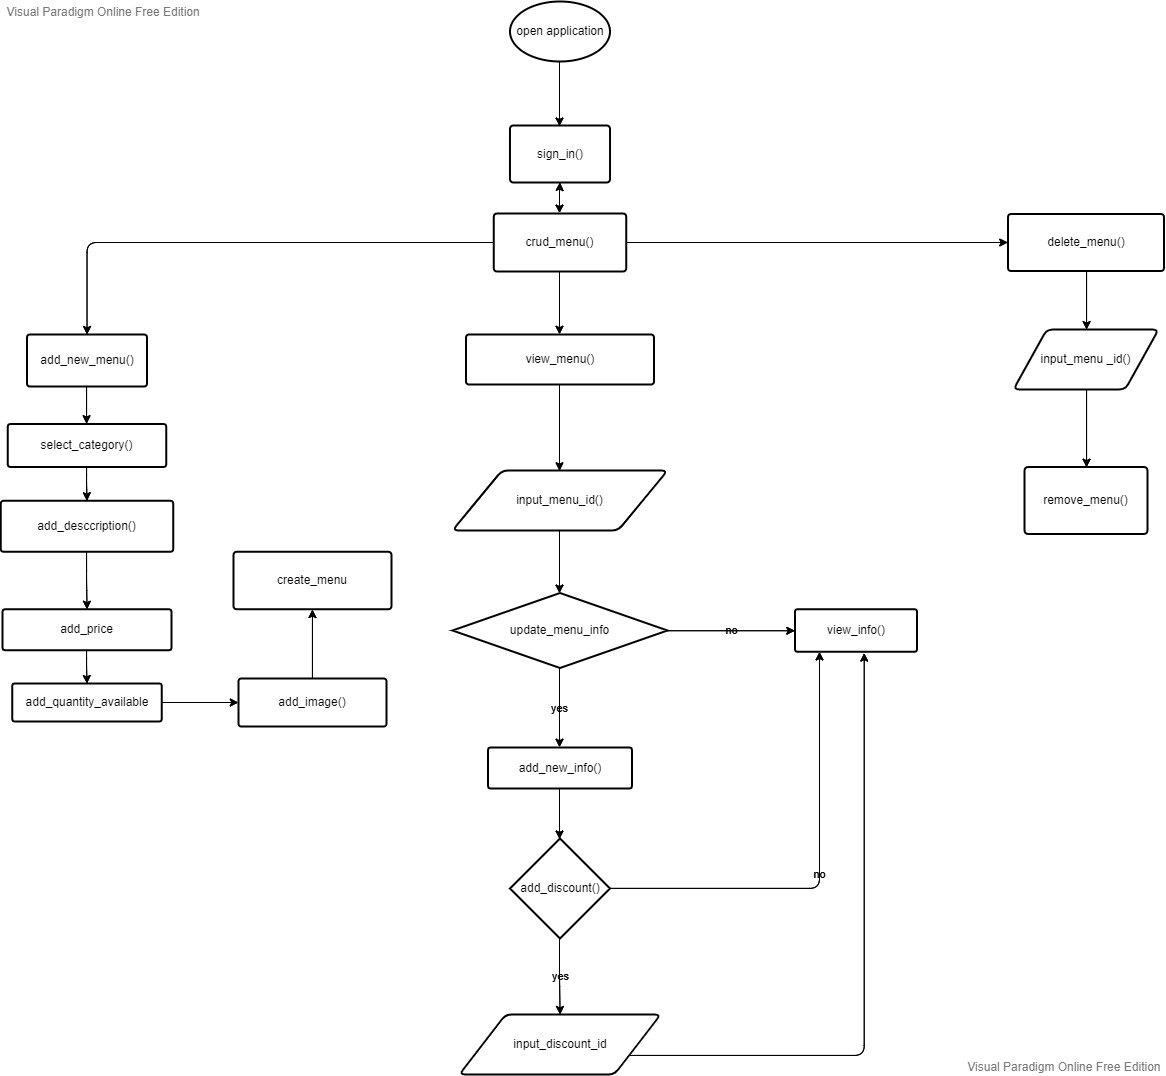 Visual Paradigm Online Free Edition
open application
sign_in()
crud_menu()
delete_menu()
add_new_menu()
view_menu()
input_menu _id()
select_category()
input_menu_id()
remove_menu()
add_desccription()
create_menu
add_price
update_menu_info
no
view_info()
add_quantity_available
add_image()
yes
add_new_info()
add_discount()
no
yes
input_discount_id
Visual Paradigm Online Free Edition